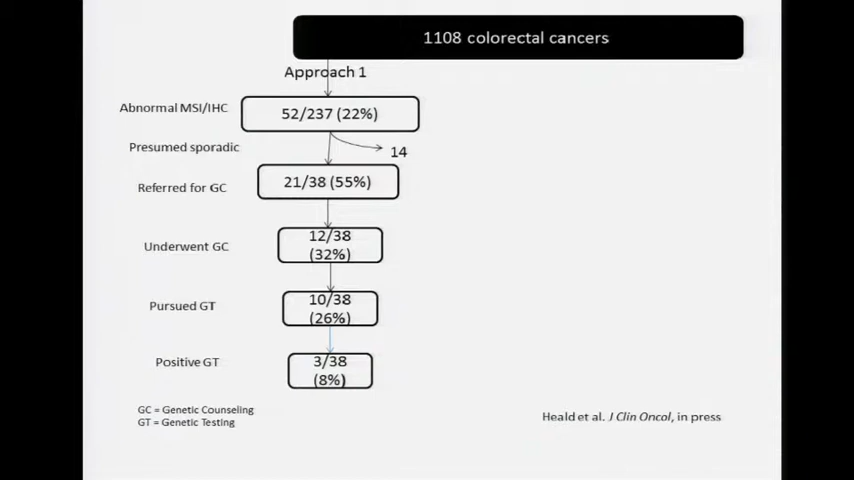 1108 colorectal cancers
Approach 1
Abnormal MSI/IHC
52/237 (22%)
Presumed sporadic
14
Referred for GC
21/38 (55%)
Underwent GC
12/38
(32%)
Pursued GT
10/38
(26%)
Positive GT
3/38
(8%)
GC = Genetic Counseling
GT = Genetic Testing
Heald et al. J Clin Oncol, in press